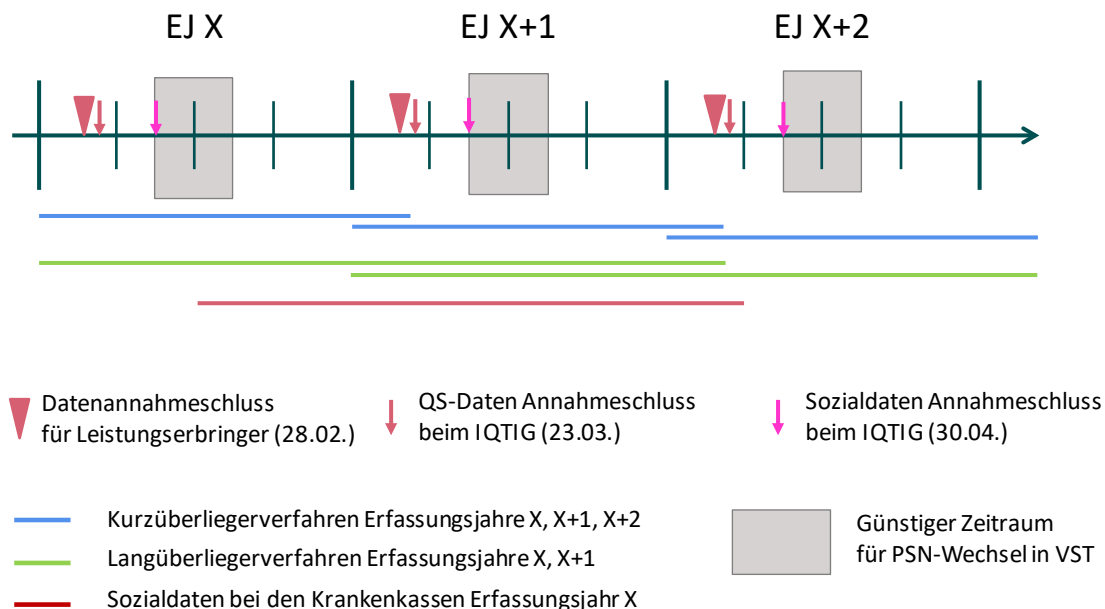 EJ X
EJ X+1
EJ X+2
Datenannahmeschluss
für Leistungserbringer (28.02.)
QS-Daten Annahmeschluss
beim IQTIG (23.03.)
Sozialdaten Annahmeschluss
beim IQTIG (30.04.)
Kurzüberliegerverfahren Erfassungsjahre X, X+1, X+2
Langüberliegerverfahren Erfassungsjahre X, X+1
Sozialdaten bei den Krankenkassen Erfassungsjahr X
Günstiger Zeitraum
für PSN-Wechsel in VST